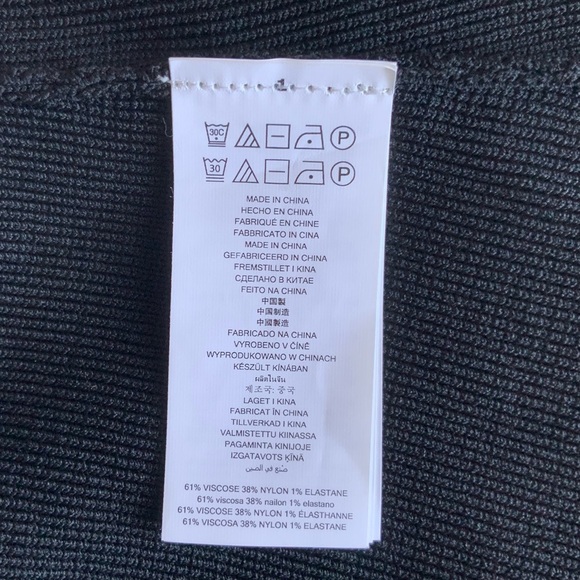 1
30C P
30 P
MADE IN CHINA
HECHO EN CHINA
FABRIQUÉ EN CHINE
FABBRICATO IN CINA
MADE IN CHINA
GEFABRICEERD IN CHINA
FREMSTILLET I KINA
СДЕЛАНО В КИТАЕ
FEITO NA CHINA
中国製
中国制造
中國製造
FABRICADO NA CHINA
VYROBENO V ČÍNĚ
WYPRODUKOWANO W CHINACH
KÉSZÜLT KÍNÁBAN
ผลิตในจีน
제조국: 중국
LAGET I KINA
FABRICAT ÎN CHINA
TILLVERKAD I KINA
VALMISTETTU KIINASSA
PAGAMINTA KINIJOJE
IZGATAVOTS ĶĪNĀ
صنع في الصين
61% VISCOSE 38% NYLON 1% ELASTANE
61% viscosa 38% nailon 1% elastano
61% VISCOSE 38% NYLON 1% ÉLASTHANNE
61% VISCOSA 38% NYLON 1% ELASTANO